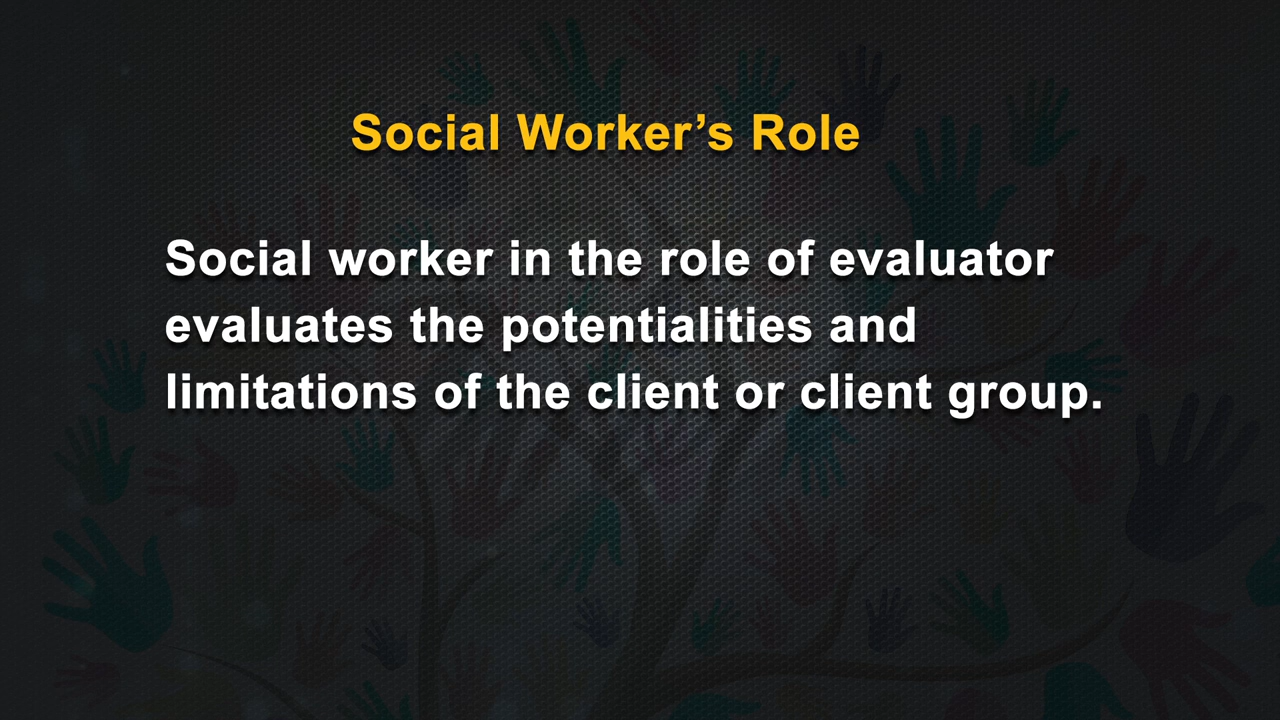 Social Worker’s Role
Social worker in the role of evaluator
evaluates the potentialities and
limitations of the client or client group.